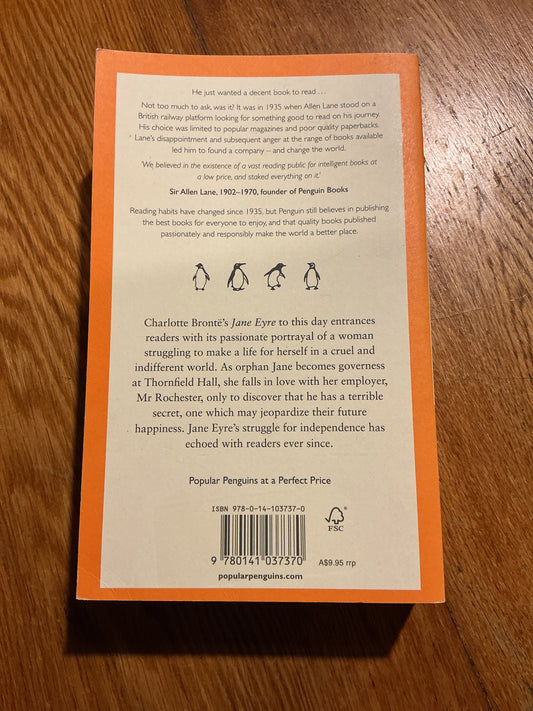 He just wanted a decent book to read ...
Not too much to ask, was it? It was in 1935 when Allen Lane stood on a
British railway platform looking for something good to read on his journey.
His choice was limited to popular magazines and poor quality paperbacks.
Lane's disappointment and subsequent anger at the range of books available
led him to found a company – and change the world.
'We believed in the existence of a vast reading public for intelligent books at
a low price, and staked everything on it.'
Sir Allen Lane, 1902–1970, founder of Penguin Books
Reading habits have changed since 1935, but Penguin still believes in publishing
the best books for everyone to enjoy, and that quality books published
passionately and responsibly make the world a better place.
Charlotte Brontë's Jane Eyre to this day entrances
readers with its passionate portrayal of a woman
struggling to make a life for herself in a cruel and
indifferent world. As orphan Jane becomes governess
at Thornfield Hall, she falls in love with her employer,
Mr Rochester, only to discover that he has a terrible
secret, one which may jeopardize their future
happiness. Jane Eyre's struggle for independence has
echoed with readers ever since.
Popular Penguins at a Perfect Price
ISBN 978-0-14-103737-0
FSC
9 780141 037370
A$9.95 rrp
popularpenguins.com